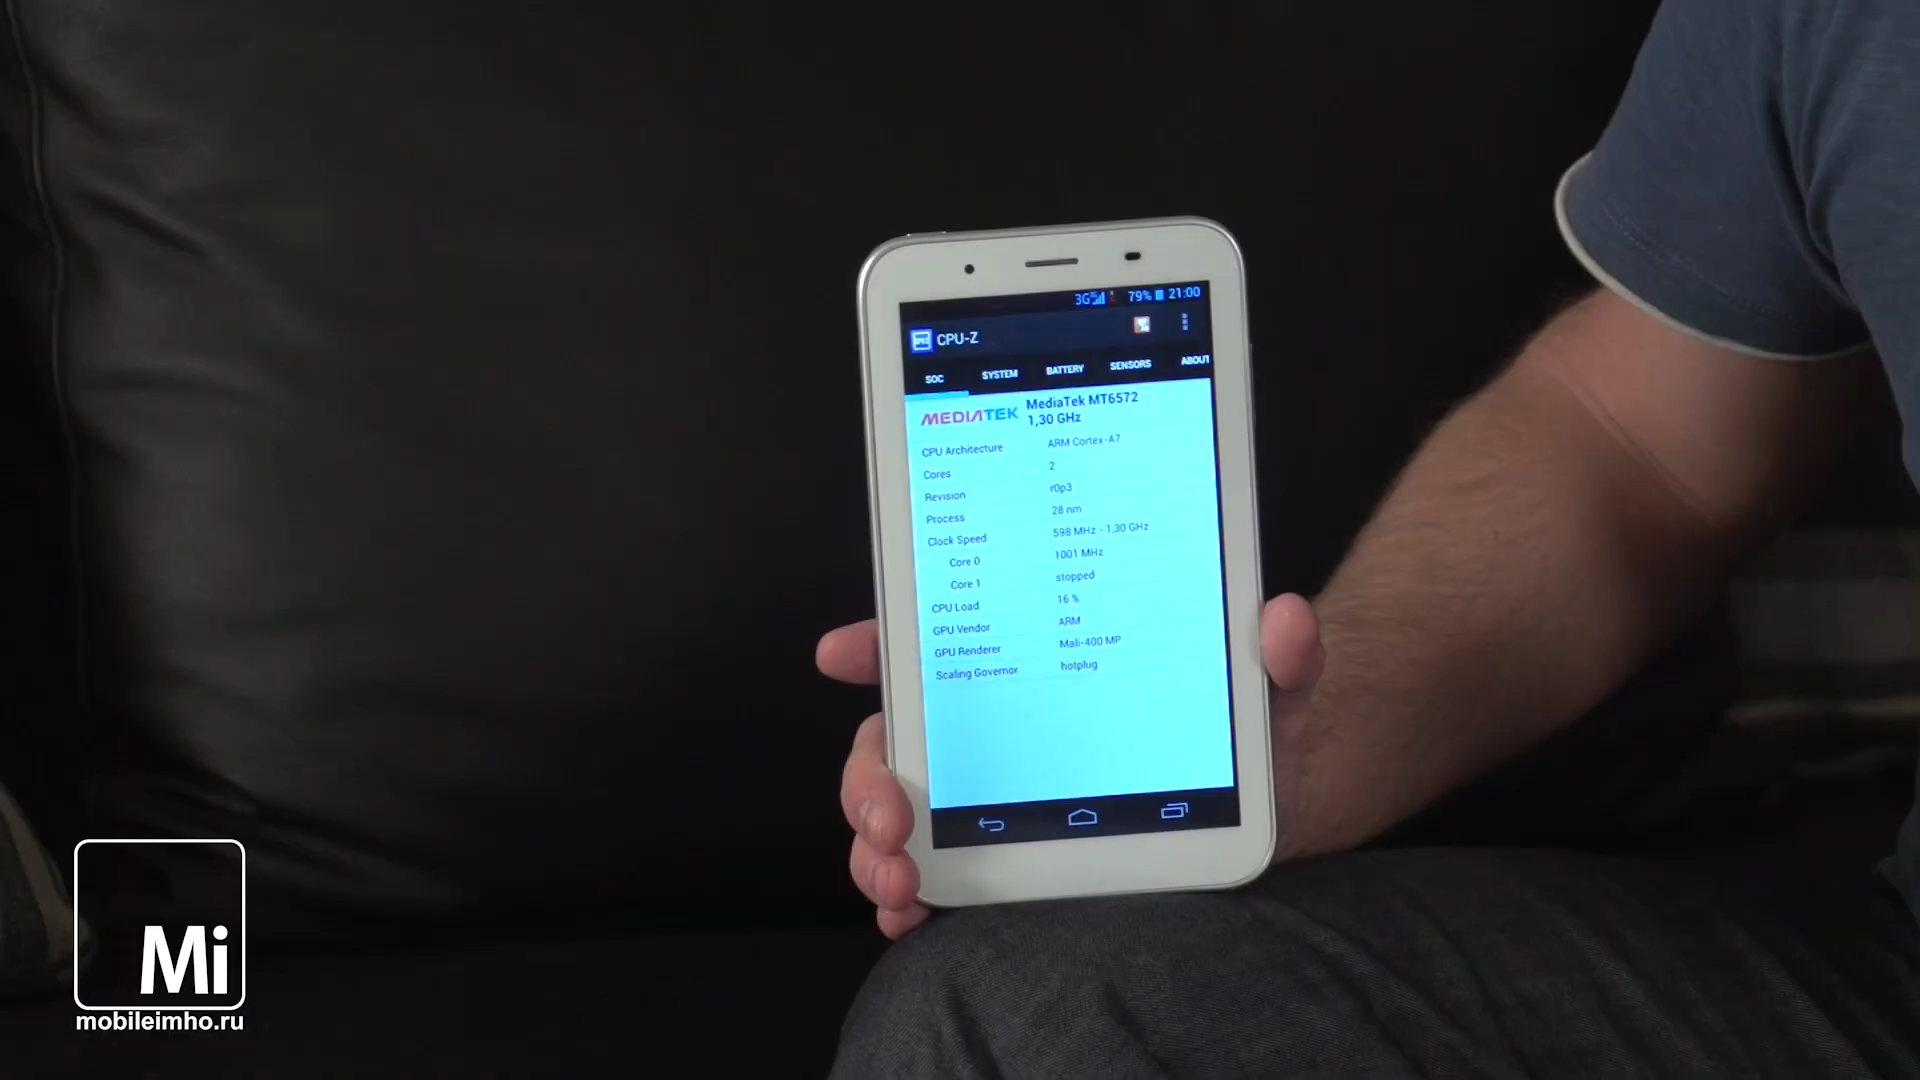 3G 79% 21:00
CPU-Z
SOC SYSTEM BATTERY SENSORS ABOUT
MEDIATEK MediaTek MT6572
1,30 GHz
CPU Architecture ARM Cortex-A7
Cores 2
Revision r0p3
Process 28 nm
Clock Speed 598 MHz - 1,30 GHz
Core 0 1001 MHz
Core 1 stopped
CPU Load 16 %
GPU Vendor ARM
GPU Renderer Mali-400 MP
Scaling Governor hotplug
Mi
mobileimho.ru